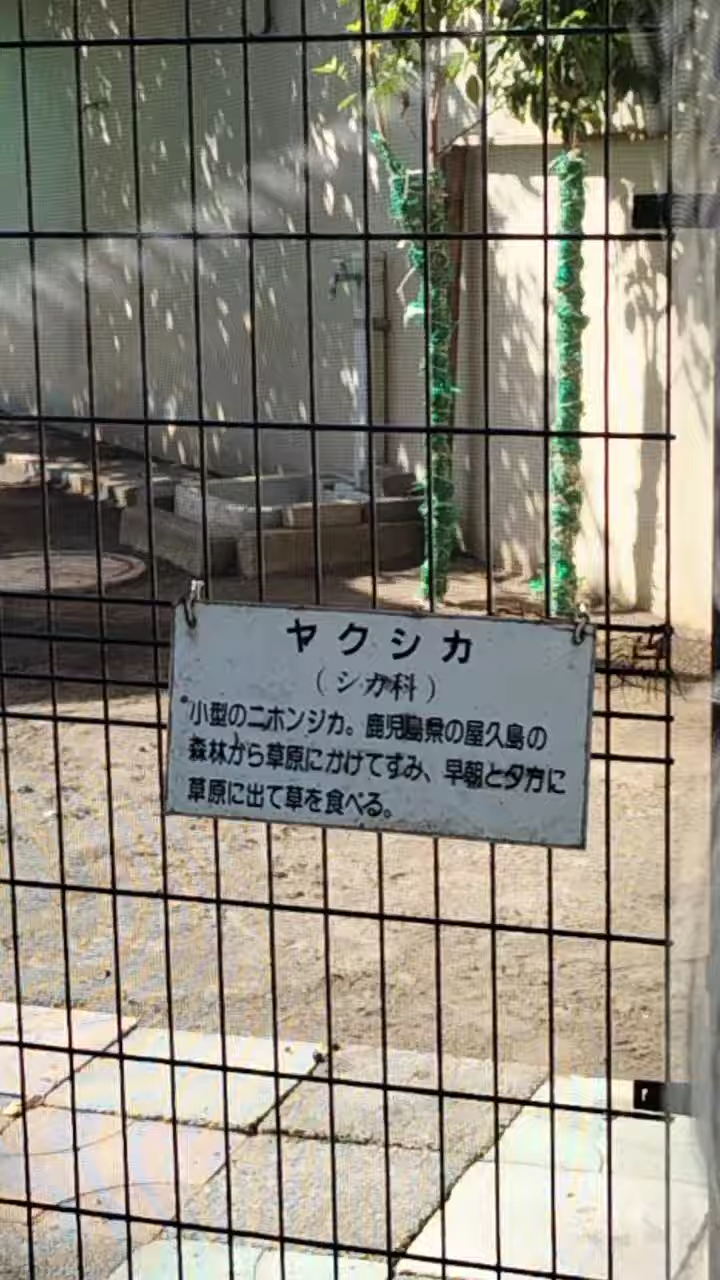 ヤクシカ
(シカ科)
小型のニホンジカ。鹿児島県の屋久島の
森林から草原にかけてすみ、早朝と夕方に
草原に出て草を食べる。